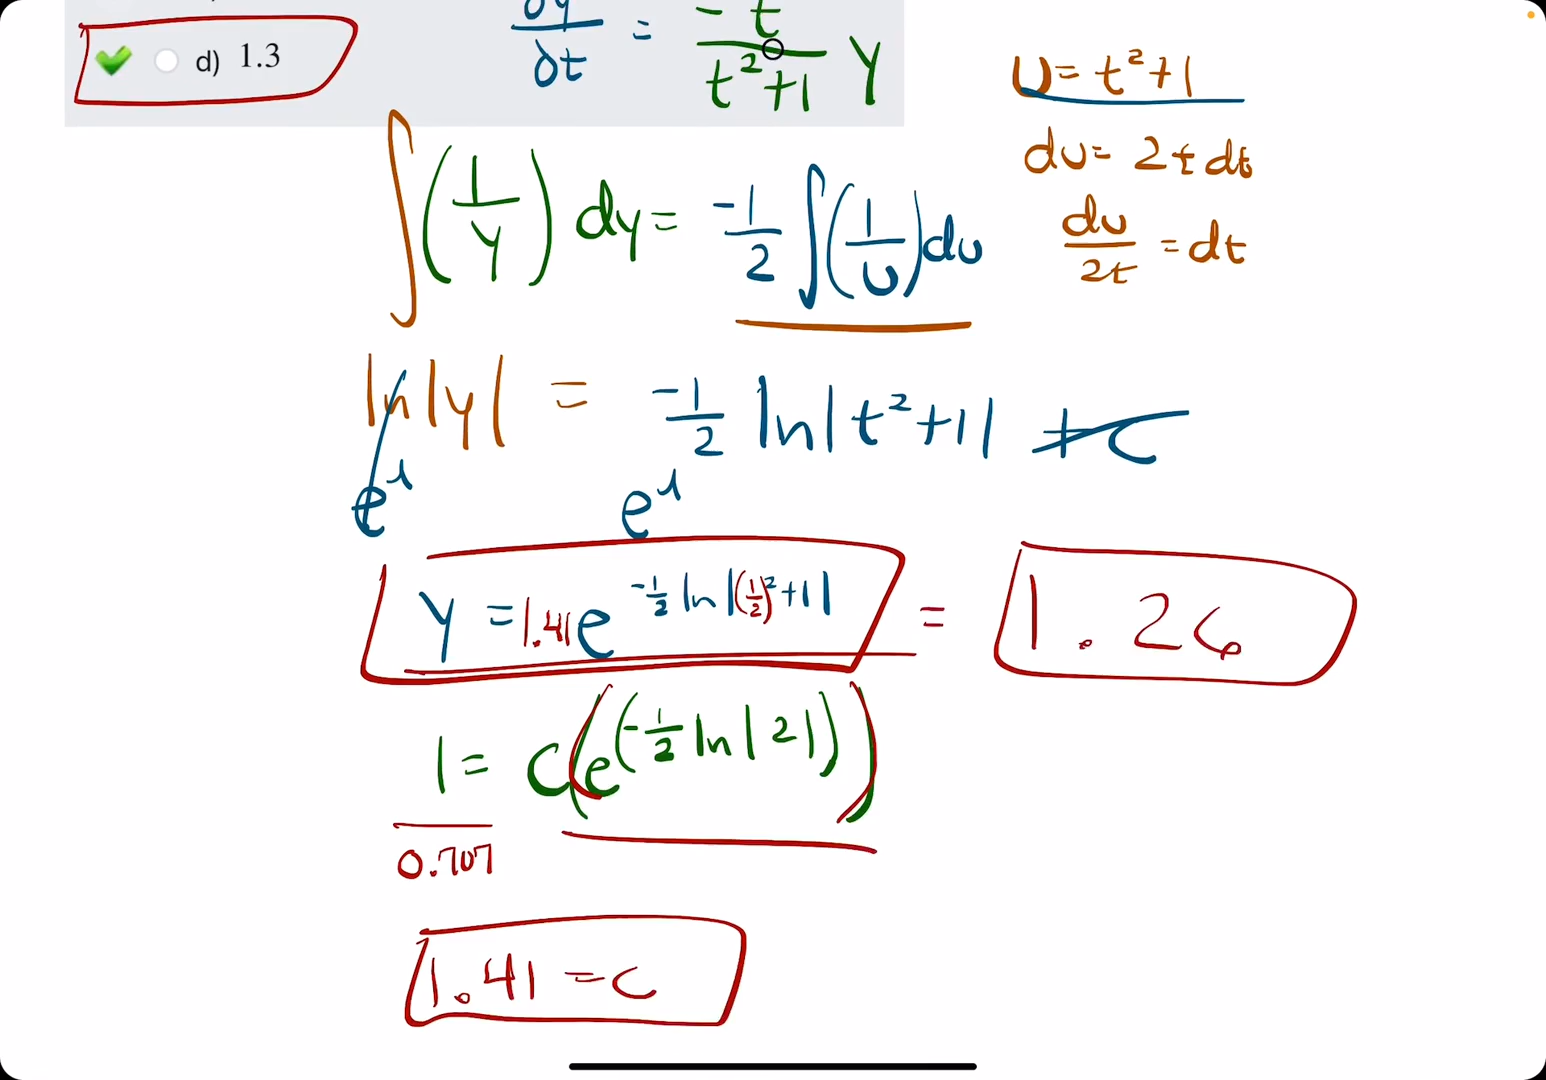 d) 1.3
dy/dt = -t/(t²+1) y
u = t²+1
du = 2t dt
∫(1/y) dy = -1/2 ∫(1/u) du
du/2t = dt
ln|y| = -1/2 ln|t²+1| +C
e^ e^
y = 1.41e^(-1/2 ln|(1/2)²+1|) = 1.26
1 = c(e^(-1/2 ln|2|))
0.707
1.41 = c